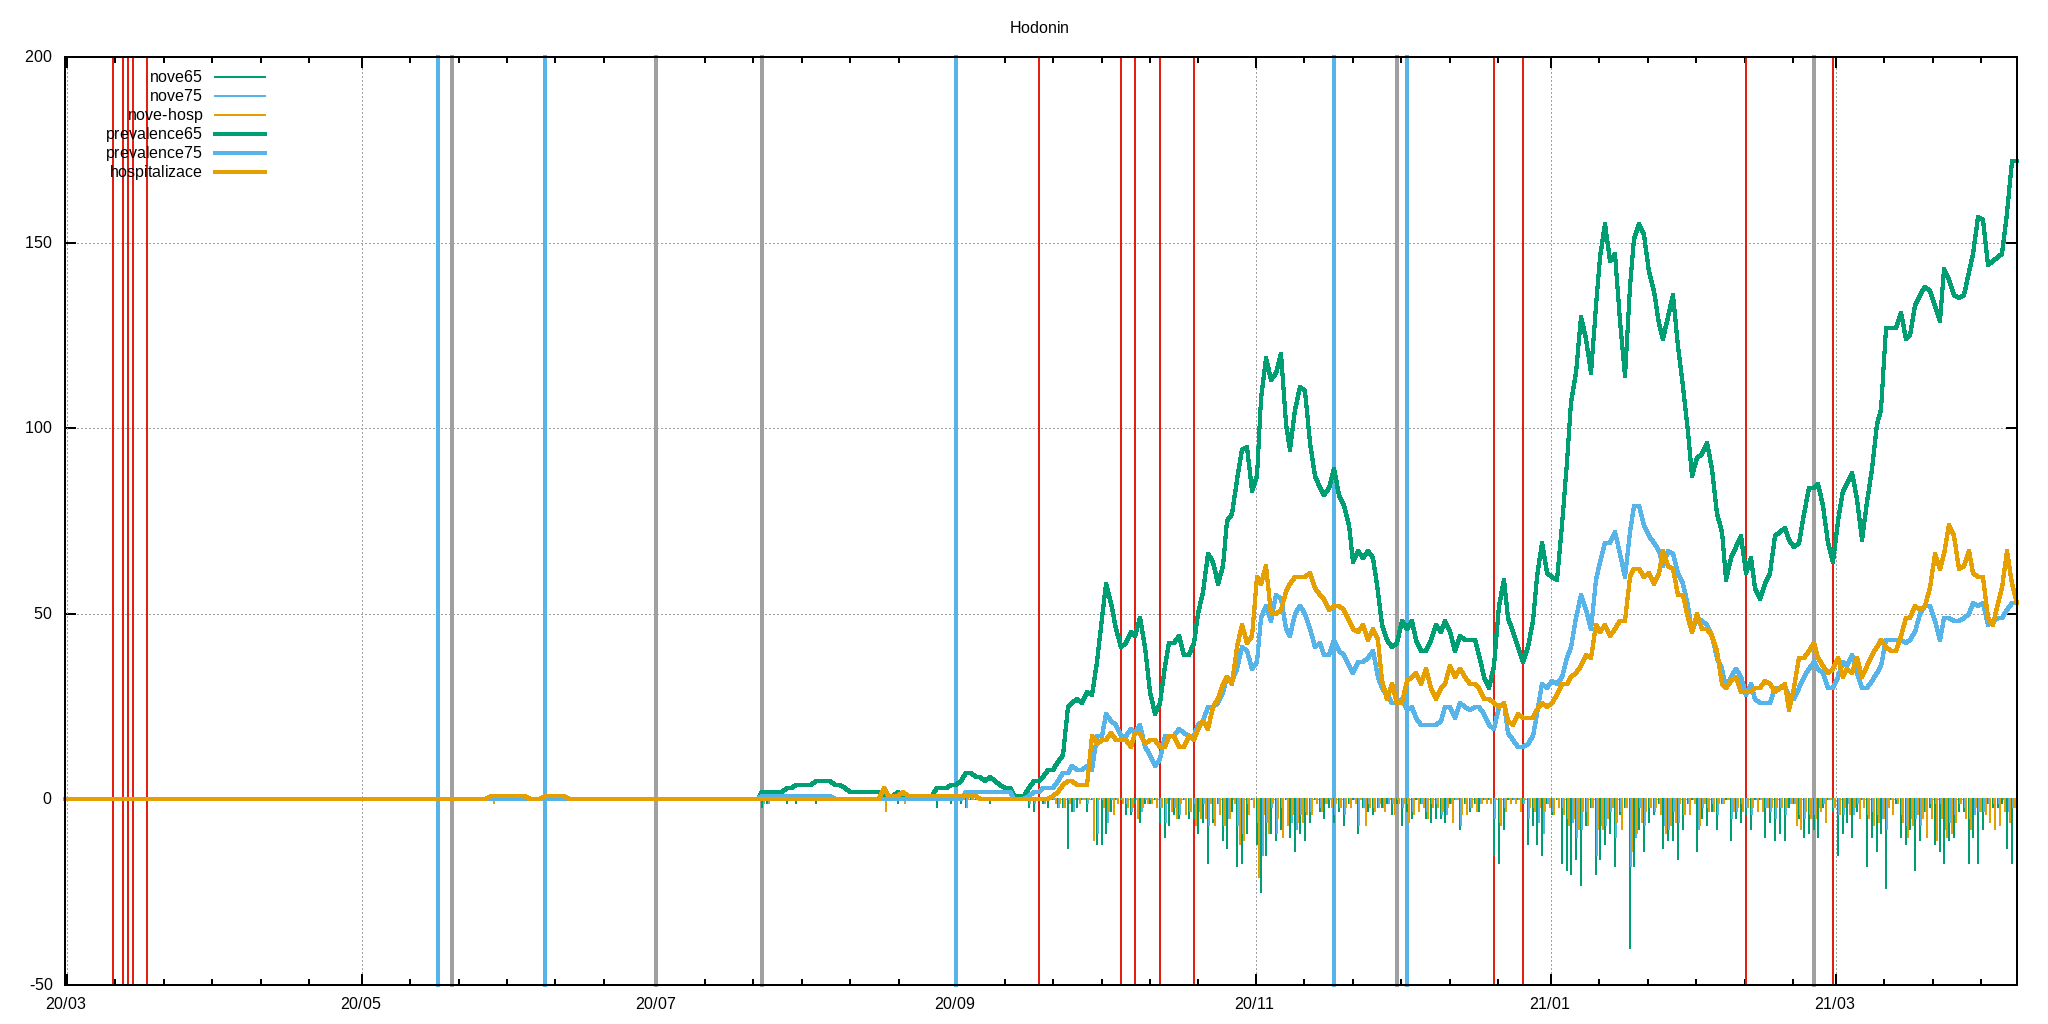 Hodonin
200
150
100
50
0
-50
nove65
nove75
nove-hosp
prevalence65
prevalence75
hospitalizace
20/03 20/05 20/07 20/09 20/11 21/01 21/03